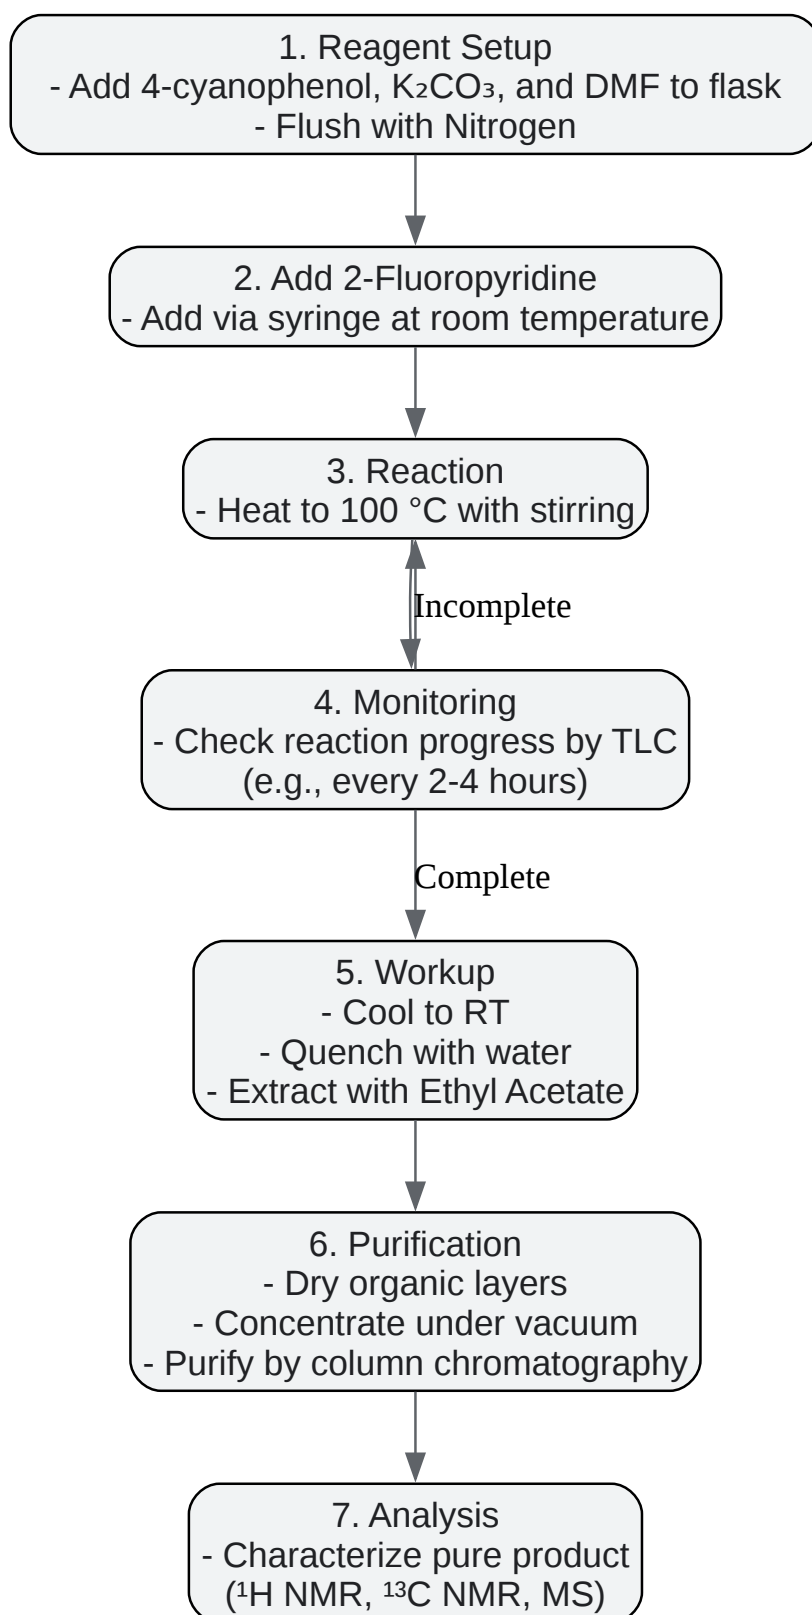 1. Reagent Setup
- Add 4-cyanophenol, K₂CO₃, and DMF to flask
- Flush with Nitrogen
2. Add 2-Fluoropyridine
- Add via syringe at room temperature
3. Reaction
- Heat to 100 °C with stirring
Incomplete
4. Monitoring
- Check reaction progress by TLC
(e.g., every 2-4 hours)
Complete
5. Workup
- Cool to RT
- Quench with water
- Extract with Ethyl Acetate
6. Purification
- Dry organic layers
- Concentrate under vacuum
- Purify by column chromatography
7. Analysis
- Characterize pure product
(¹H NMR, ¹³C NMR, MS)